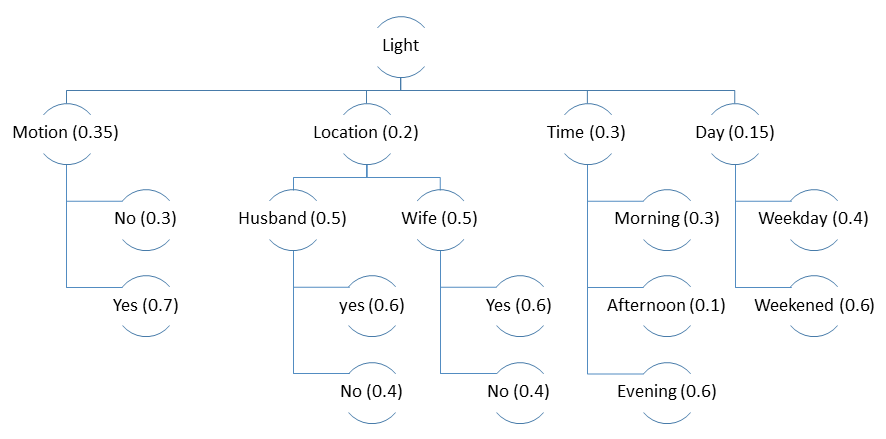 Light
Motion (0.35)
Location (0.2)
Time (0.3)
Day (0.15)
No (0.3)
Husband (0.5)
Wife (0.5)
Morning (0.3)
Weekday (0.4)
Yes (0.7)
yes (0.6)
Yes (0.6)
Afternoon (0.1)
Weekened (0.6)
No (0.4)
No (0.4)
Evening (0.6)